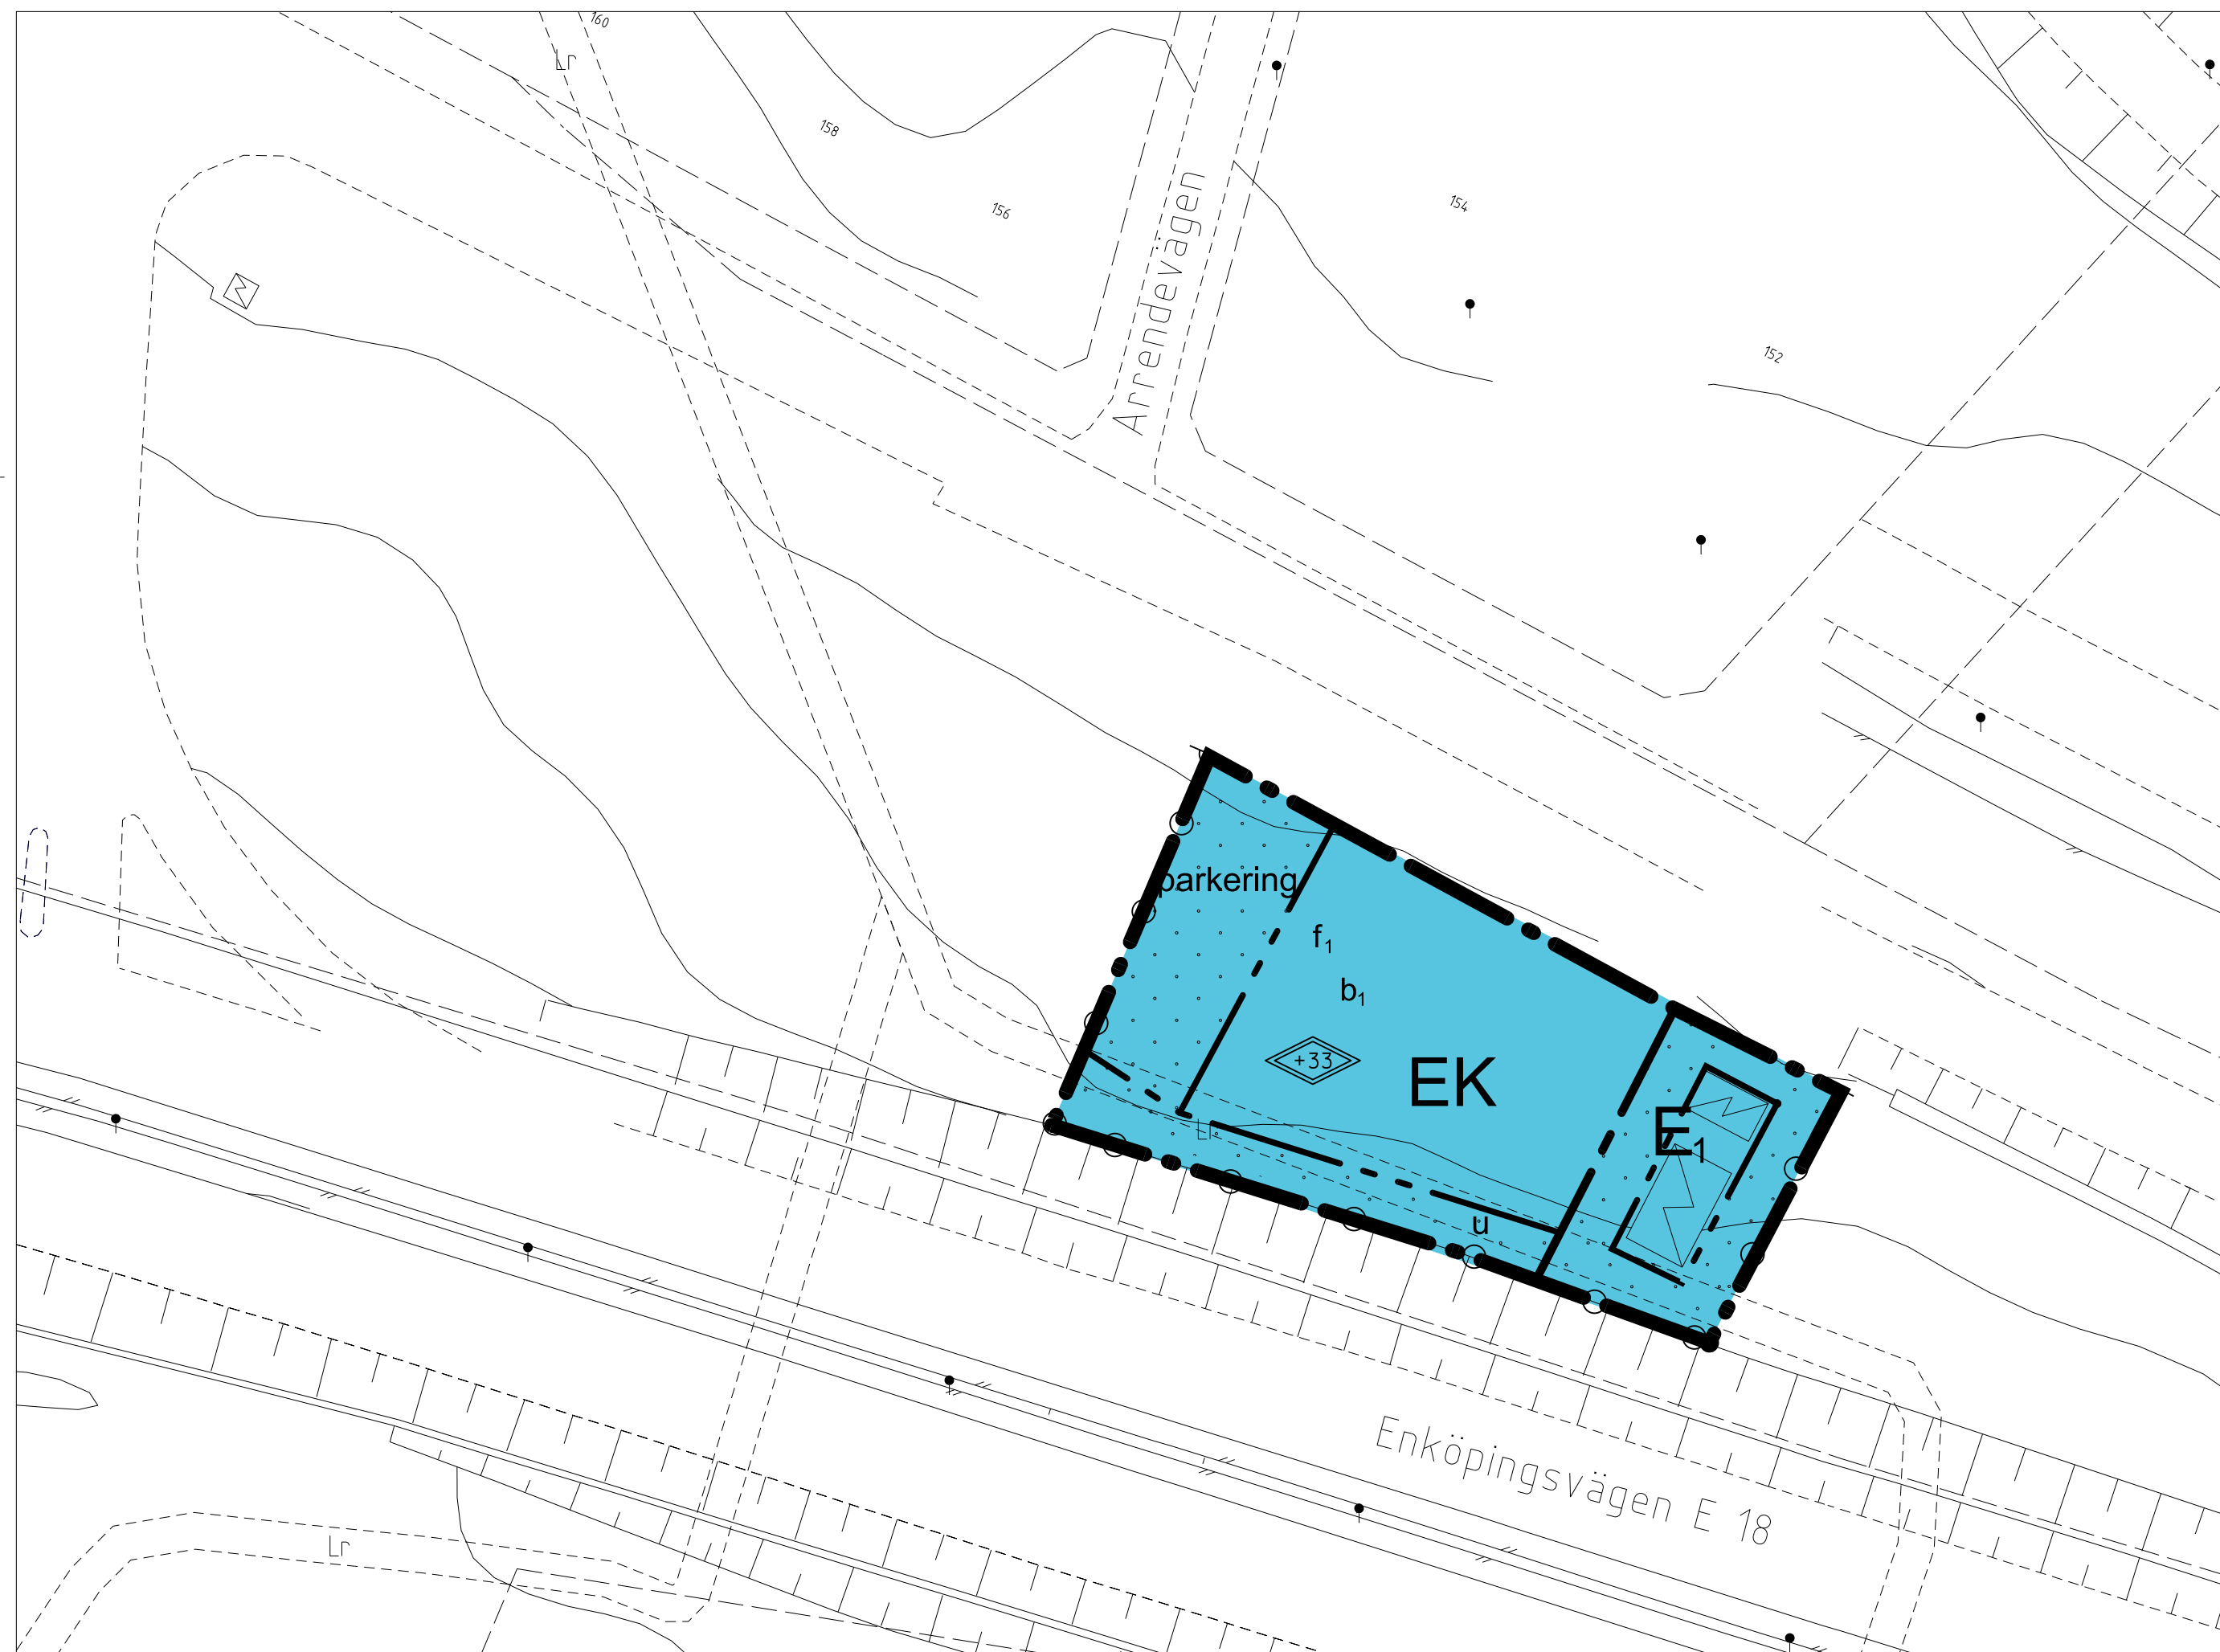 160
Lr
158
156
154
Arrendevägen
152
parkering
f1
b1
+33
EK
E1
Lr
u
Enköpingsvägen E 18
Lr